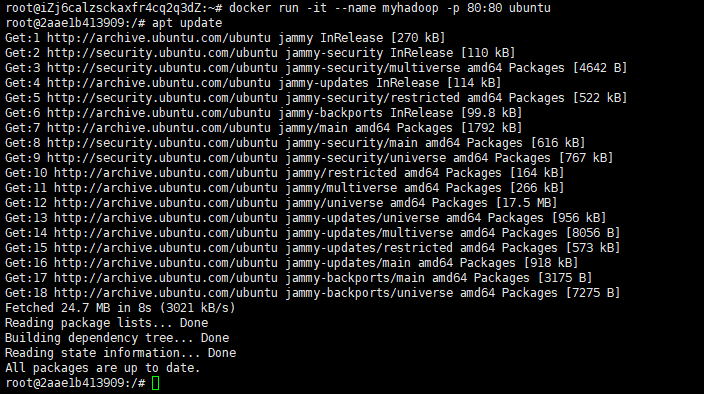 root@iZj6calzsckaxfr4cq2q3dZ:~# docker run -it --name myhadoop -p 80:80 ubuntu
root@2aae1b413909:/# apt update
Get:1 http://archive.ubuntu.com/ubuntu jammy InRelease [270 kB]
Get:2 http://security.ubuntu.com/ubuntu jammy-security InRelease [110 kB]
Get:3 http://security.ubuntu.com/ubuntu jammy-security/multiverse amd64 Packages [4642 B]
Get:4 http://archive.ubuntu.com/ubuntu jammy-updates InRelease [114 kB]
Get:5 http://security.ubuntu.com/ubuntu jammy-security/restricted amd64 Packages [522 kB]
Get:6 http://archive.ubuntu.com/ubuntu jammy-backports InRelease [99.8 kB]
Get:7 http://archive.ubuntu.com/ubuntu jammy/main amd64 Packages [1792 kB]
Get:8 http://security.ubuntu.com/ubuntu jammy-security/main amd64 Packages [616 kB]
Get:9 http://security.ubuntu.com/ubuntu jammy-security/universe amd64 Packages [767 kB]
Get:10 http://archive.ubuntu.com/ubuntu jammy/restricted amd64 Packages [164 kB]
Get:11 http://archive.ubuntu.com/ubuntu jammy/multiverse amd64 Packages [266 kB]
Get:12 http://archive.ubuntu.com/ubuntu jammy/universe amd64 Packages [17.5 MB]
Get:13 http://archive.ubuntu.com/ubuntu jammy-updates/universe amd64 Packages [956 kB]
Get:14 http://archive.ubuntu.com/ubuntu jammy-updates/multiverse amd64 Packages [8056 B]
Get:15 http://archive.ubuntu.com/ubuntu jammy-updates/restricted amd64 Packages [573 kB]
Get:16 http://archive.ubuntu.com/ubuntu jammy-updates/main amd64 Packages [918 kB]
Get:17 http://archive.ubuntu.com/ubuntu jammy-backports/main amd64 Packages [3175 B]
Get:18 http://archive.ubuntu.com/ubuntu jammy-backports/universe amd64 Packages [7275 B]
Fetched 24.7 MB in 8s (3021 kB/s)
Reading package lists... Done
Building dependency tree... Done
Reading state information... Done
All packages are up to date.
root@2aae1b413909:/#